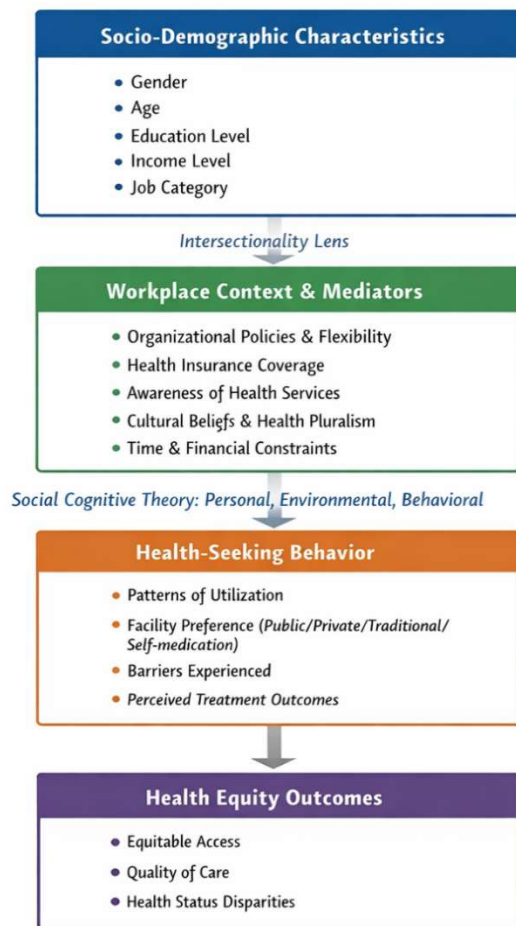 Socio-Demographic Characteristics
• Gender
• Age
• Education Level
• Income Level
• Job Category
Intersectionality Lens
Workplace Context & Mediators
• Organizational Policies & Flexibility
• Health Insurance Coverage
• Awareness of Health Services
• Cultural Beliefs & Health Pluralism
• Time & Financial Constraints
Social Cognitive Theory: Personal, Environmental, Behavioral
Health-Seeking Behavior
• Patterns of Utilization
• Facility Preference (Public/Private/Traditional/
Self-medication)
• Barriers Experienced
• Perceived Treatment Outcomes
Health Equity Outcomes
• Equitable Access
• Quality of Care
• Health Status Disparities